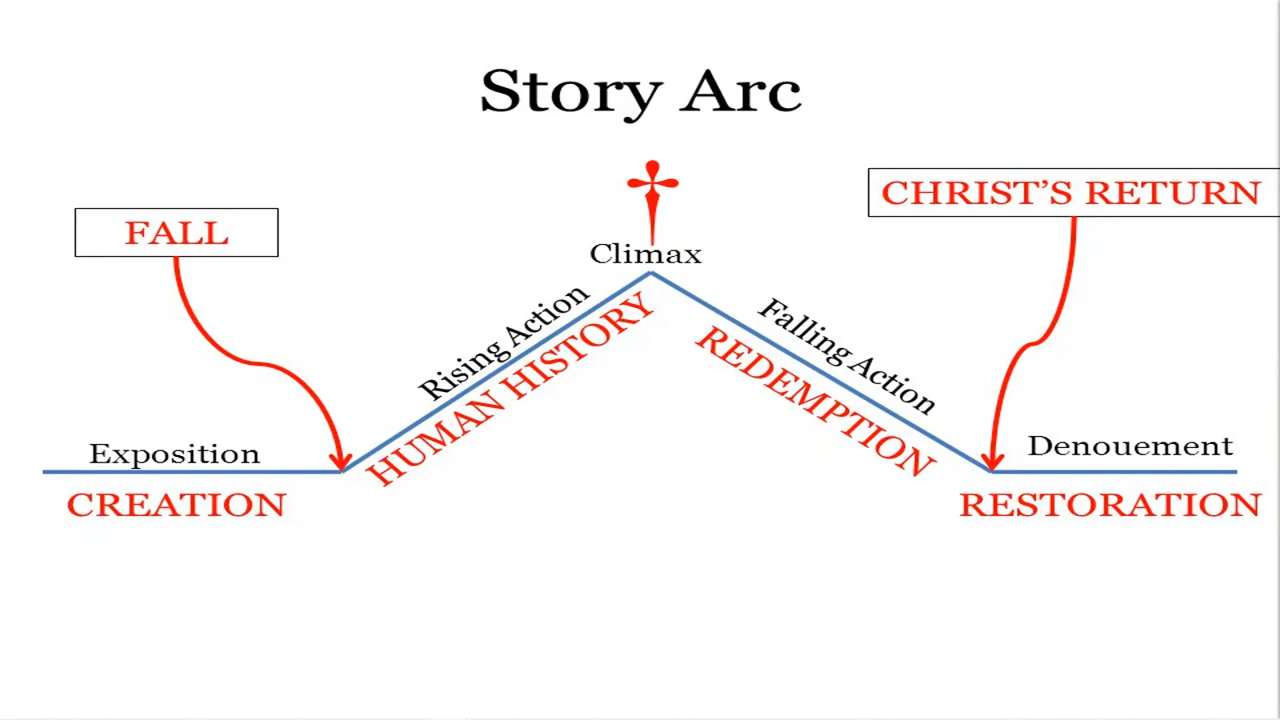 Story Arc
FALL
CHRIST’S RETURN
Climax
Rising Action
HUMAN HISTORY
Falling Action
REDEMPTION
Exposition
CREATION
Denouement
RESTORATION